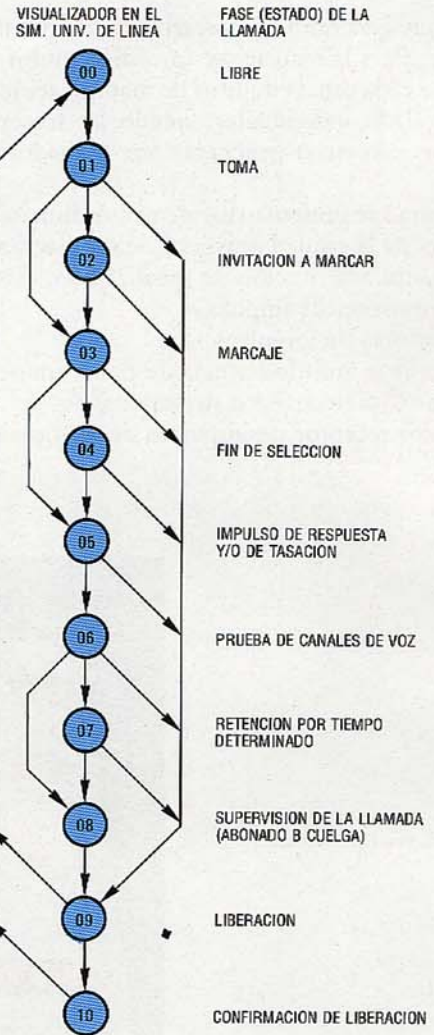 VISUALIZADOR EN EL
SIM. UNIV. DE LINEA
FASE (ESTADO) DE LA
LLAMADA
00
LIBRE
01
TOMA
02
INVITACION A MARCAR
03
MARCAJE
04
FIN DE SELECCION
05
IMPULSO DE RESPUESTA
Y/O DE TASACION
06
PRUEBA DE CANALES DE VOZ
07
RETENCION POR TIEMPO
DETERMINADO
08
SUPERVISION DE LA LLAMADA
(ABONADO B CUELGA)
09
LIBERACION
10
CONFIRMACION DE LIBERACION